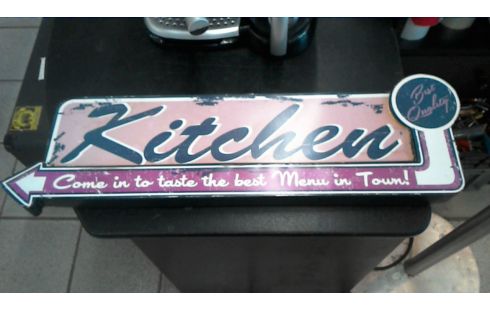 Best
Quality
Kitchen
Come in to taste the best Menu in Town!